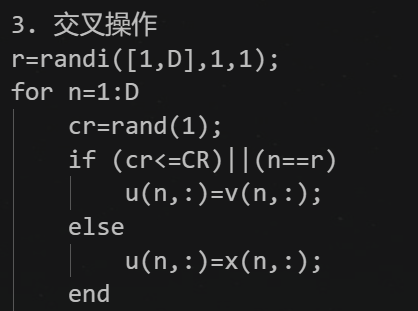 3. 交叉操作
r=randi([1,D],1,1);
for n=1:D
    cr=rand(1);
    if (cr<=CR)||(n==r)
        u(n,:)=v(n,:);
    else
        u(n,:)=x(n,:);
    end